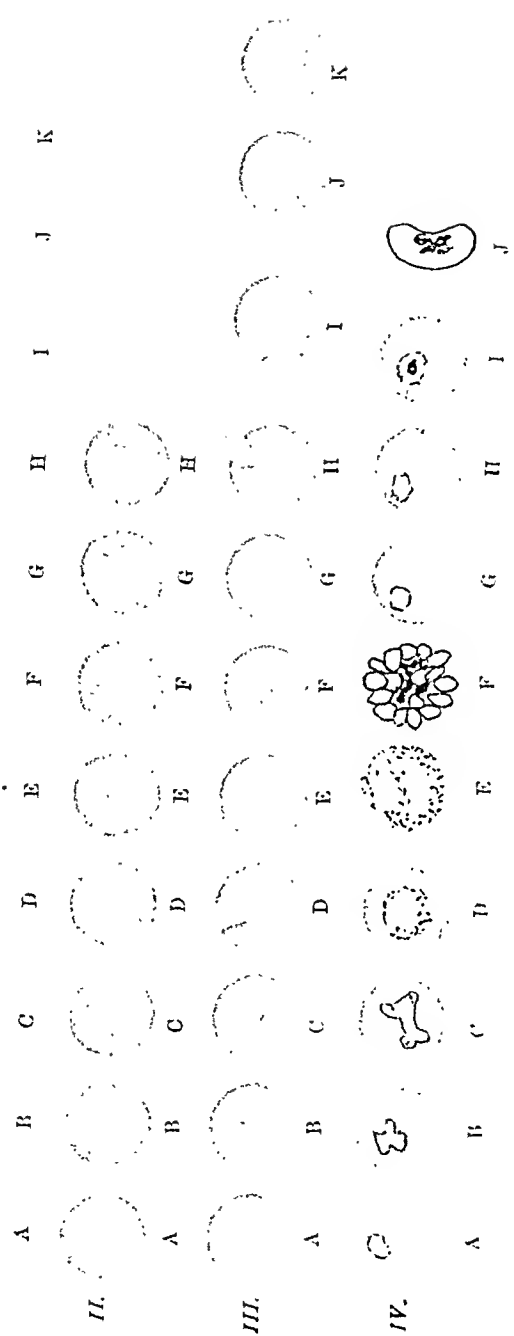 A B C D E F G H I J K
II.
A B C D E F G H
III.
A B C D E F G H I J K
IV.
A B C D E F G H I J